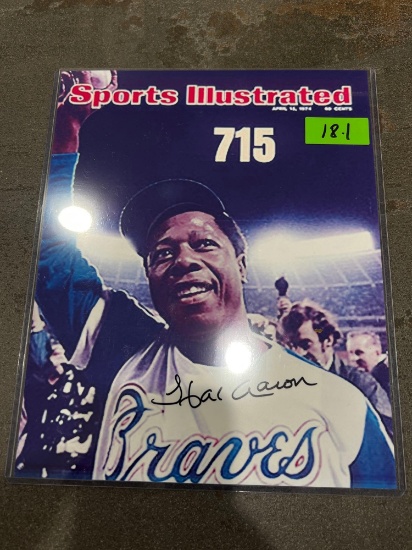 Sports Illustrated
APRIL 15, 1974 60 CENTS
715
18.1
Hank Aaron
Braves